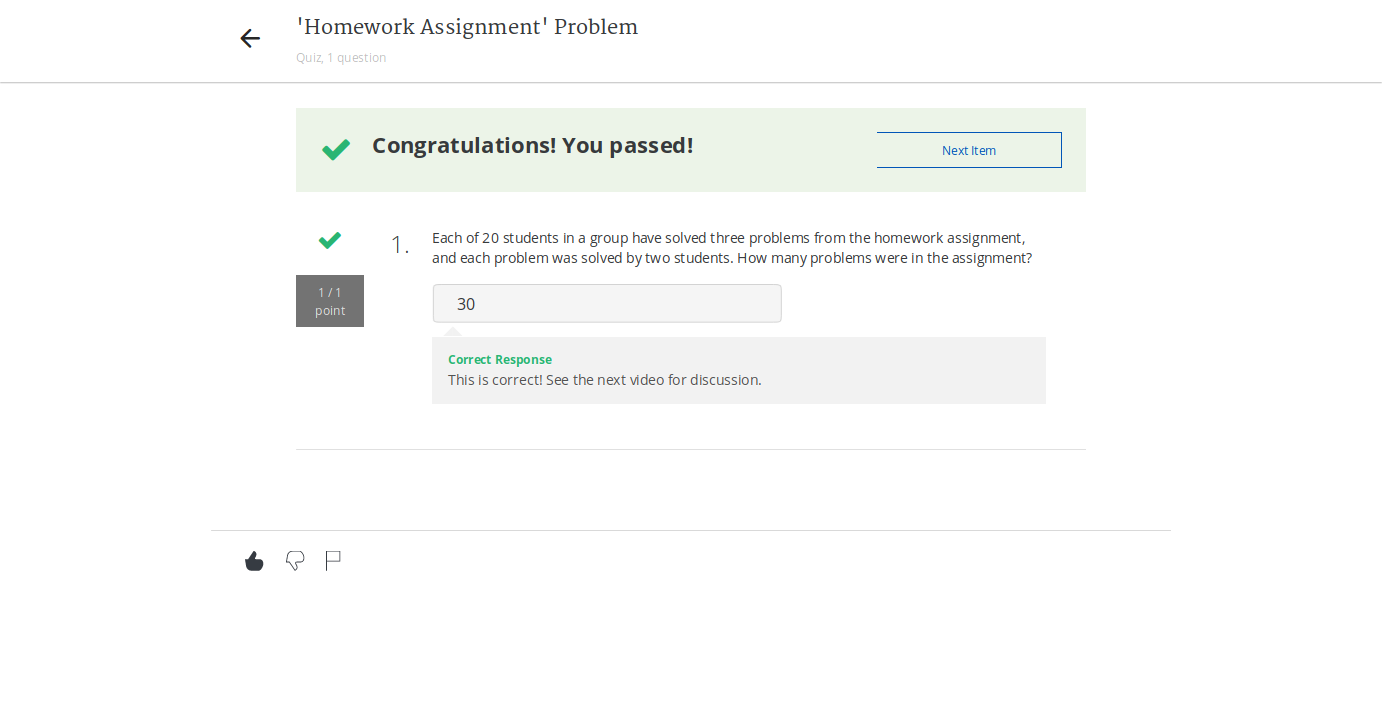 'Homework Assignment' Problem
Quiz, 1 question
Congratulations! You passed!
Next Item
1.
Each of 20 students in a group have solved three problems from the homework assignment,
and each problem was solved by two students. How many problems were in the assignment?
1 / 1
point
30
Correct Response
This is correct! See the next video for discussion.